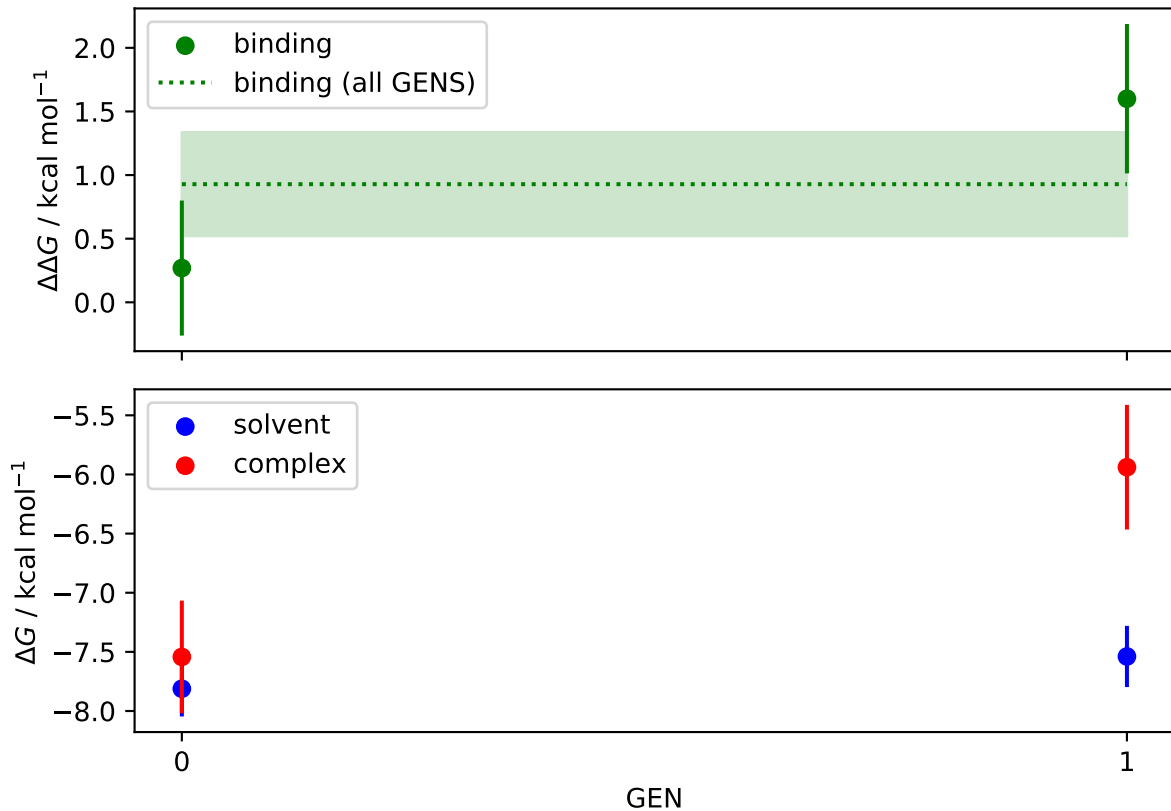 binding
binding (all GENS)
ΔΔG / kcal mol⁻¹
2.0
1.5
1.0
0.5
0.0
solvent
complex
ΔG / kcal mol⁻¹
−5.5
−6.0
−6.5
−7.0
−7.5
−8.0
0 1
GEN